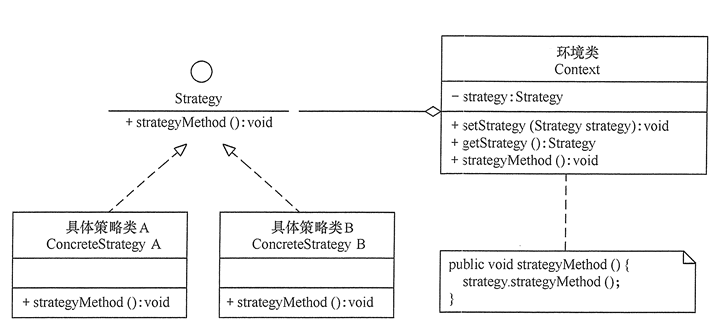 Strategy
+ strategyMethod (): void
环境类
Context
- strategy: Strategy
+ setStrategy (Strategy strategy): void
+ getStrategy (): Strategy
+ strategyMethod (): void
具体策略类A
ConcreteStrategy A
+ strategyMethod (): void
具体策略类B
ConcreteStrategy B
+ strategyMethod (): void
public void strategyMethod () {
strategy.strategyMethod ();
}